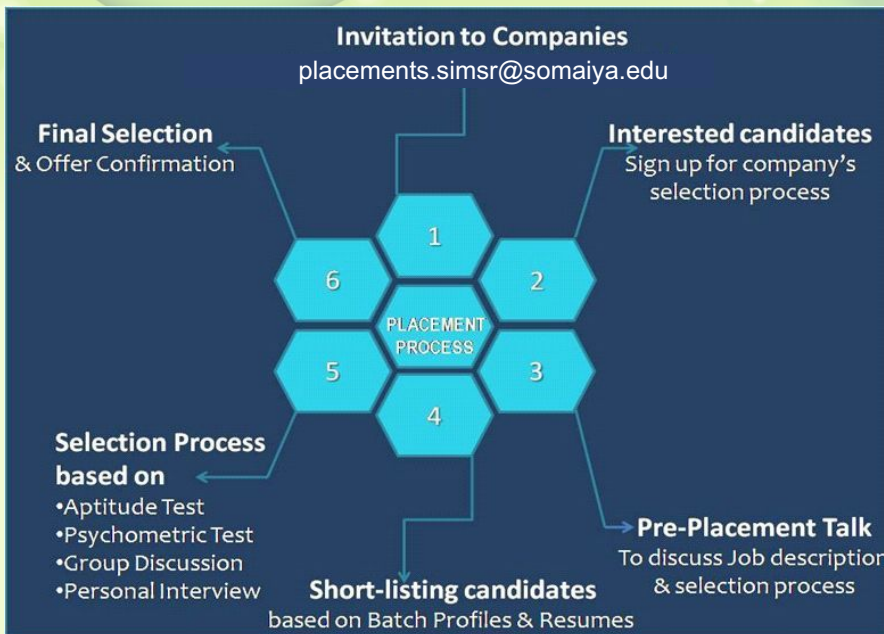 Invitation to Companies
placements.simsr@somaiya.edu
Final Selection
& Offer Confirmation
Interested candidates
Sign up for company's
selection process
1
2
3
4
5
6
PLACEMENT
PROCESS
Pre-Placement Talk
To discuss Job description
& selection process
Short-listing candidates
based on Batch Profiles & Resumes
Selection Process
based on
•Aptitude Test
•Psychometric Test
•Group Discussion
•Personal Interview